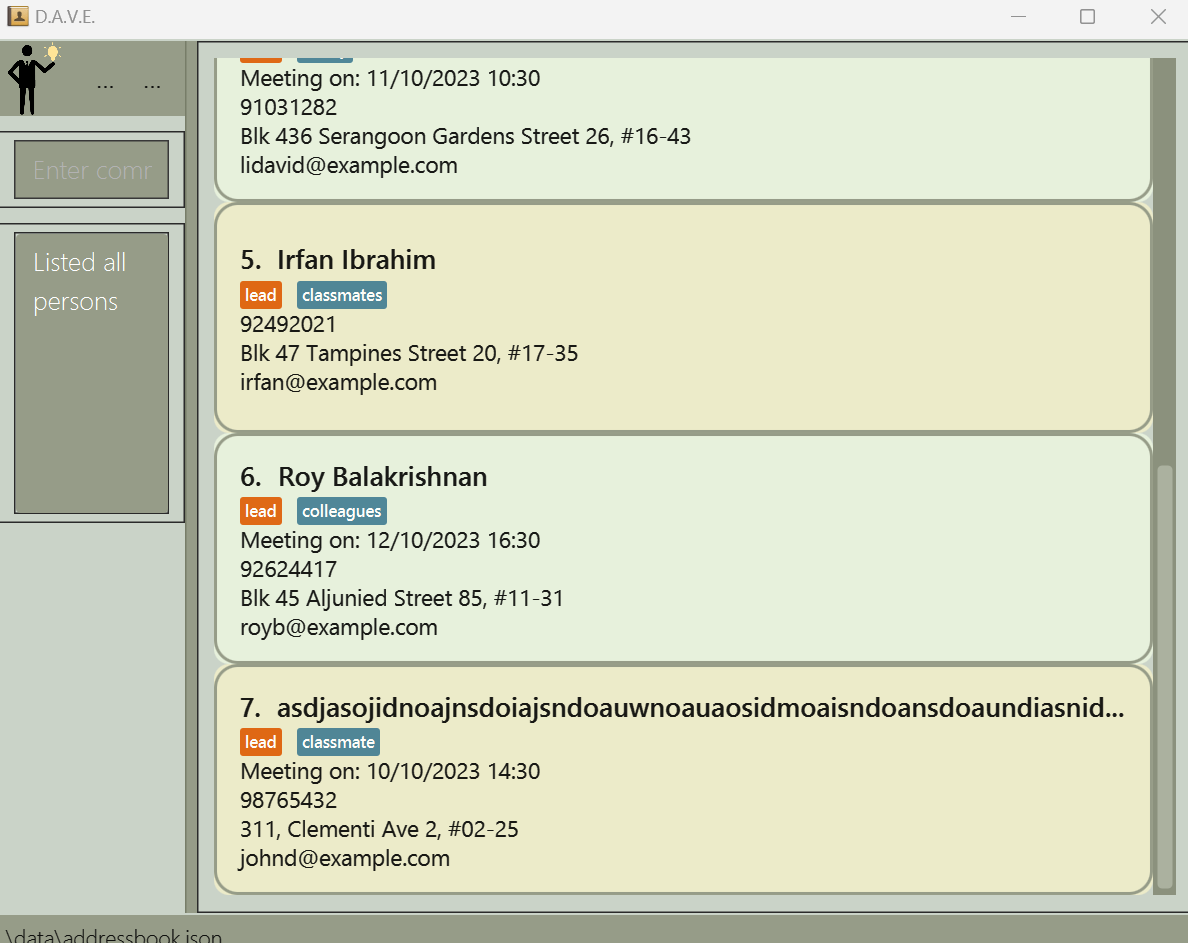 D.A.V.E.
... ...
Enter comr
Listed all
persons
lead
Meeting on: 11/10/2023 10:30
91031282
Blk 436 Serangoon Gardens Street 26, #16-43
lidavid@example.com
5. Irfan Ibrahim
lead classmates
92492021
Blk 47 Tampines Street 20, #17-35
irfan@example.com
6. Roy Balakrishnan
lead colleagues
Meeting on: 12/10/2023 16:30
92624417
Blk 45 Aljunied Street 85, #11-31
royb@example.com
7. asdjasojidnoajnsdoiajsndoauwnoauaosidmoaisndoansdoaundiasnid...
lead classmate
Meeting on: 10/10/2023 14:30
98765432
311, Clementi Ave 2, #02-25
johnd@example.com
\data\addressbook.json